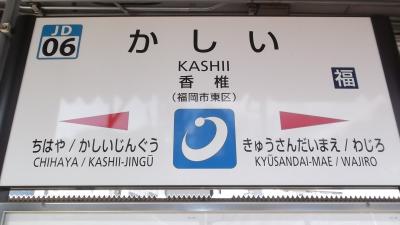 JD
06
かしい
KASHII
香椎
(福岡市東区)
福
ちはや / かしいじんぐう
CHIHAYA / KASHII-JINGŪ
きゅうさんだいまえ / わじろ
KYŪSANDAI-MAE / WAJIRO